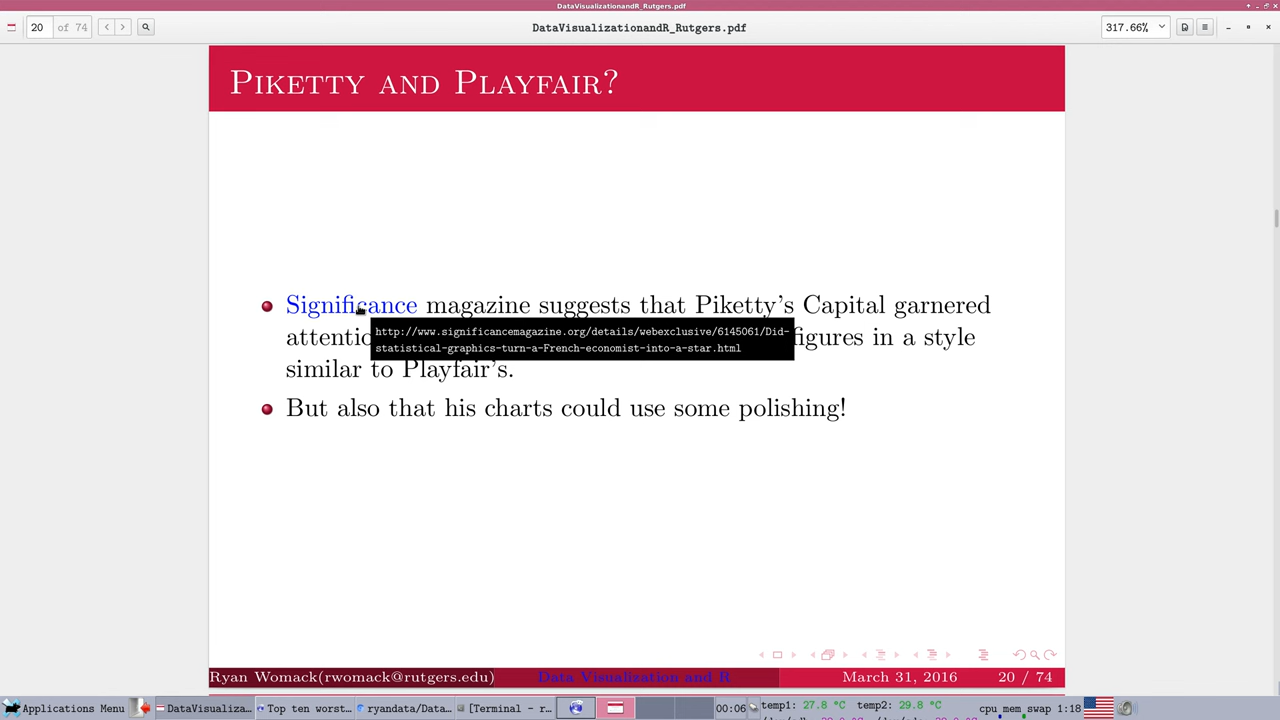 DataVisualizationandR_Rutgers.pdf
20 of 74
DataVisualizationandR_Rutgers.pdf
317.66%
PIKETTY AND PLAYFAIR?
Significance magazine suggests that Piketty's Capital garnered
attentio
http://www.significancemagazine.org/details/webexclusive/6145061/Did-
statistical-graphics-turn-a-French-economist-into-a-star.html
figures in a style
similar to Playfair's.
But also that his charts could use some polishing!
Ryan Womack(rwomack@rutgers.edu) Data Visualization and R March 31, 2016 20 / 74
Applications Menu DataVisualiza... Top ten worst... ryandata/Data... [Terminal - r... 00:06 temp1: 27.8 °C temp2: 29.8 °C cpu mem swap 1:18